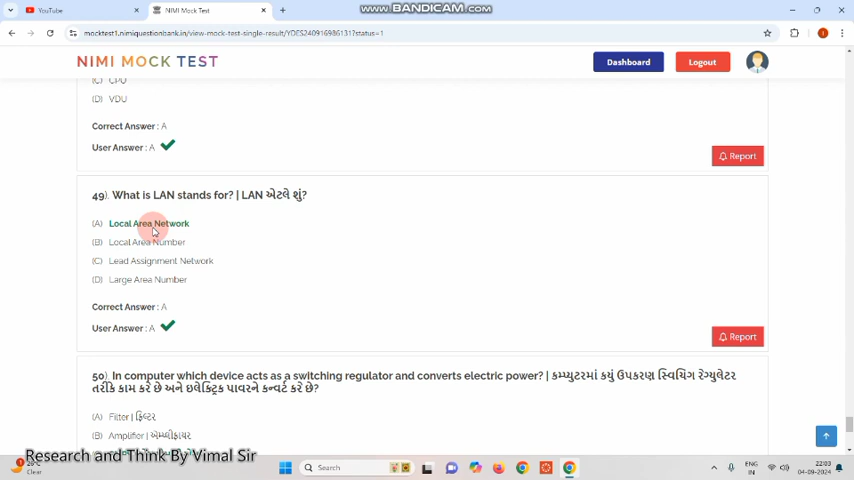 www.BANDICAM.com
YouTube
NIMI Mock Test
mocktest1.nimiquestionbank.in/view-mock-test-single-result/YDES240916986131?status=1
NIMI MOCK TEST
Dashboard
Logout
(C) CPU
(D) VDU
Correct Answer : A
User Answer : A
Report
49). What is LAN stands for? | LAN એટલે શું?
(A) Local Area Network
(B) Local Area Number
(C) Lead Assignment Network
(D) Large Area Number
Correct Answer : A
User Answer : A
Report
50). In computer which device acts as a switching regulator and converts electric power? | કમ્પ્યુટરમાં કયું ઉપકરણ સ્વિચિંગ રેગ્યુલેટર
તરીકે કામ કરે છે અને ઇલેક્ટ્રિક પાવરને કન્વર્ટ કરે છે?
(A) Filter | ફિલ્ટર
(B) Amplifier | એમ્પ્લીફાયર
Research and Think By Vimal Sir
Clear
Search
ENG
IN
22:03
04-09-2024